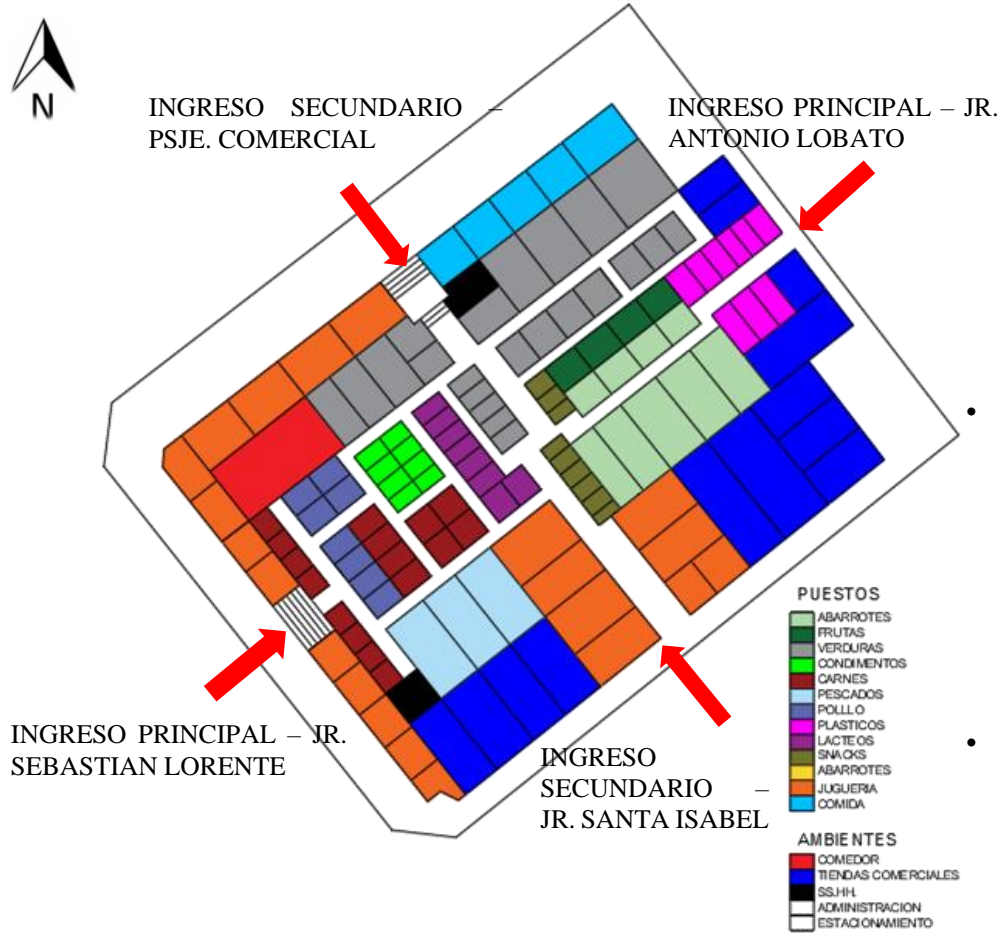 N
INGRESO SECUNDARIO –
PSJE. COMERCIAL
INGRESO PRINCIPAL – JR.
ANTONIO LOBATO
•
INGRESO PRINCIPAL – JR.
SEBASTIAN LORENTE
INGRESO
SECUNDARIO –
JR. SANTA ISABEL
•
PUESTOS
ABARROTES
FRUTAS
VERDURAS
CONDIMENTOS
CARNES
PESCADOS
POLLLO
PLASTICOS
LACTEOS
SNACKS
ABARROTES
JUGUERIA
COMIDA
AMBIENTES
COMEDOR
TIENDAS COMERCIALES
SS.HH.
ADMINISTRACION
ESTACIONAMIENTO